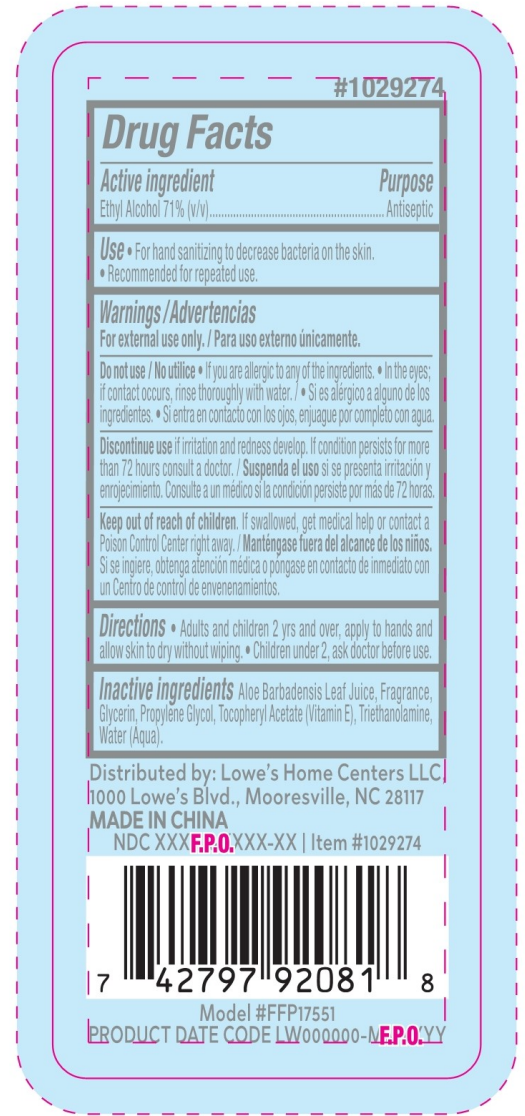 #1029274
Drug Facts
Active ingredient Purpose
Ethyl Alcohol 71% (v/v)........................................................ Antiseptic
Use • For hand sanitizing to decrease bacteria on the skin.
• Recommended for repeated use.
Warnings / Advertencias
For external use only. / Para uso externo únicamente.
Do not use / No utilice • If you are allergic to any of the ingredients. • In the eyes;
if contact occurs, rinse thoroughly with water. / • Si es alérgico a alguno de los
ingredientes. • Si entra en contacto con los ojos, enjuague por completo con agua.
Discontinue use if irritation and redness develop. If condition persists for more
than 72 hours consult a doctor. / Suspenda el uso si se presenta irritación y
enrojecimiento. Consulte a un médico si la condición persiste por más de 72 horas.
Keep out of reach of children. If swallowed, get medical help or contact a
Poison Control Center right away. / Manténgase fuera del alcance de los niños.
Si se ingiere, obtenga atención médica o póngase en contacto de inmediato con
un Centro de control de envenenamientos.
Directions • Adults and children 2 yrs and over, apply to hands and
allow skin to dry without wiping. • Children under 2, ask doctor before use.
Inactive ingredients Aloe Barbadensis Leaf Juice, Fragrance,
Glycerin, Propylene Glycol, Tocopheryl Acetate (Vitamin E), Triethanolamine,
Water (Aqua).
Distributed by: Lowe's Home Centers LLC,
1000 Lowe's Blvd., Mooresville, NC 28117
MADE IN CHINA
NDC XXX F.P.O. XXX-XX | Item #1029274
7 42797 92081 8
Model #FFP17551
PRODUCT DATE CODE LW000000-M F.P.O. YY